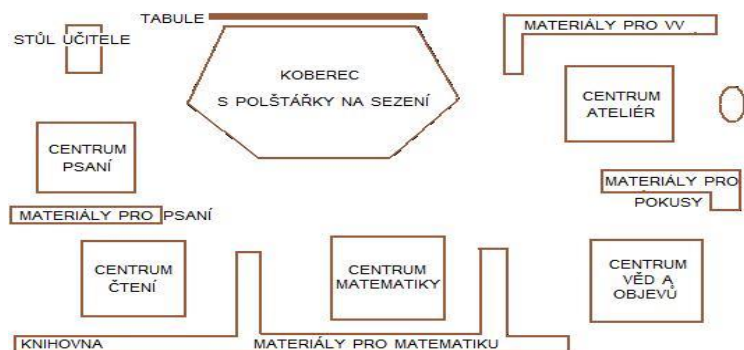 TABULE
MATERIÁLY PRO VV
STŮL UČITELE
KOBEREC
S POLŠTÁŘKY NA SEZENÍ
CENTRUM
ATELIÉR
CENTRUM
PSANÍ
MATERIÁLY PRO
POKUSY
MATERIÁLY PRO PSANÍ
CENTRUM
ČTENÍ
CENTRUM
MATEMATIKY
CENTRUM
VĚD A
OBJEVŮ
KNIHOVNA
MATERIÁLY PRO MATEMATIKU